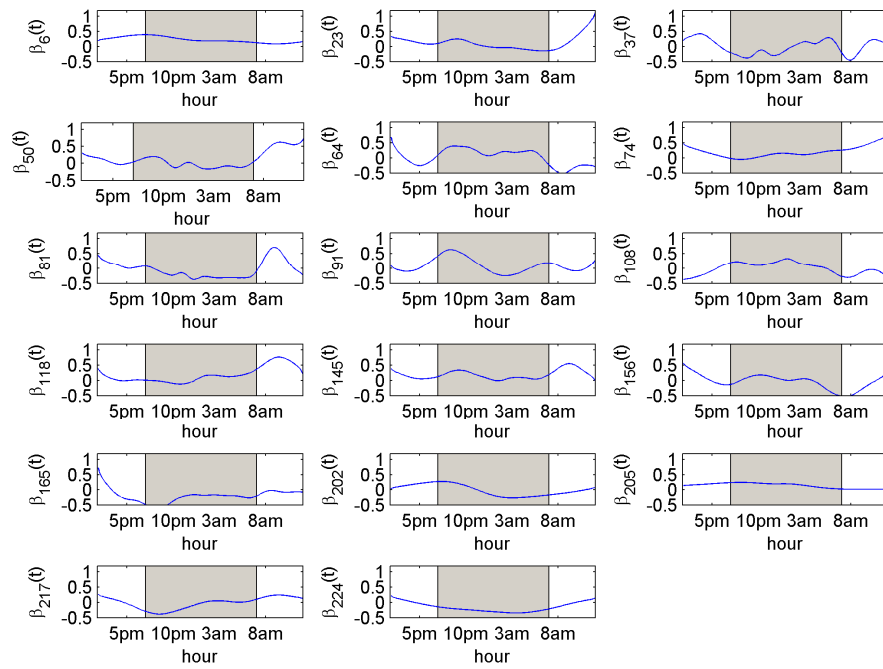 β6(t)
1
0.5
0
−0.5
5pm 10pm 3am 8am
hour
β23(t)
1
0.5
0
−0.5
5pm 10pm 3am 8am
hour
β37(t)
1
0.5
0
−0.5
5pm 10pm 3am 8am
hour
β50(t)
1
0.5
0
−0.5
5pm 10pm 3am 8am
hour
β64(t)
1
0.5
0
−0.5
5pm 10pm 3am 8am
hour
β74(t)
1
0.5
0
−0.5
5pm 10pm 3am 8am
hour
β81(t)
1
0.5
0
−0.5
5pm 10pm 3am 8am
hour
β91(t)
1
0.5
0
−0.5
5pm 10pm 3am 8am
hour
β108(t)
1
0.5
0
−0.5
5pm 10pm 3am 8am
hour
β118(t)
1
0.5
0
−0.5
5pm 10pm 3am 8am
hour
β145(t)
1
0.5
0
−0.5
5pm 10pm 3am 8am
hour
β156(t)
1
0.5
0
−0.5
5pm 10pm 3am 8am
hour
β165(t)
1
0.5
0
−0.5
5pm 10pm 3am 8am
hour
β202(t)
1
0.5
0
−0.5
5pm 10pm 3am 8am
hour
β205(t)
1
0.5
0
−0.5
5pm 10pm 3am 8am
hour
β217(t)
1
0.5
0
−0.5
5pm 10pm 3am 8am
hour
β224(t)
1
0.5
0
−0.5
5pm 10pm 3am 8am
hour